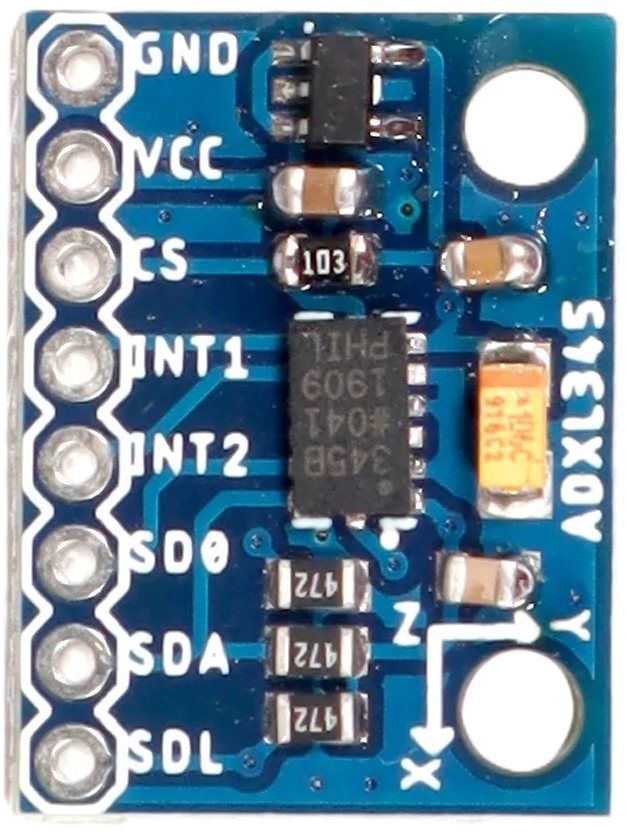 GND
VCC
CS
INT1
INT2
SD0
SDA
SDL
103
345B
#041
1909
PHIL
ADXL345
472
472
472
Z
Y
X